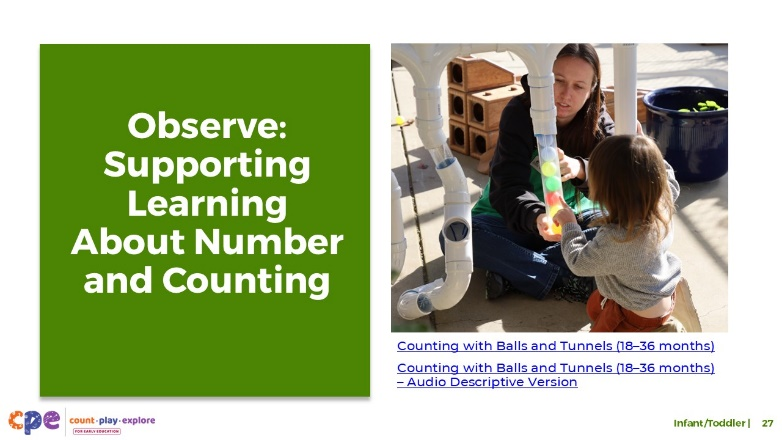 Observe:
Supporting
Learning
About Number
and Counting
Counting with Balls and Tunnels (18–36 months)
Counting with Balls and Tunnels (18–36 months)
– Audio Descriptive Version
cpe
count·play·explore
FOR EARLY EDUCATION
Infant/Toddler | 27